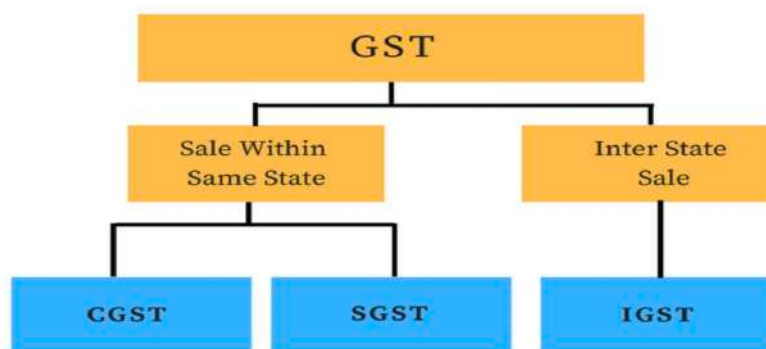 GST
Sale Within
Same State
Inter State
Sale
CGST
SGST
IGST